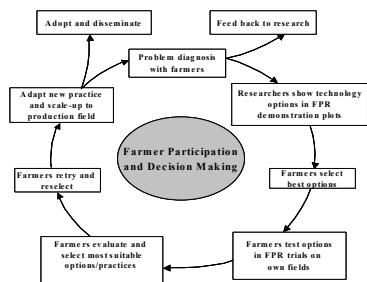 Adopt and disseminate
Feed back to research
Problem diagnosis
with farmers
Adapt new practice
and scale-up to
production field
Researchers show technology
options in FPR
demonstration plots
Farmer Participation
and Decision Making
Farmers retry and
reselect
Farmers select
best options
Farmers evaluate and
select most suitable
options/practices
Farmers test options
in FPR trials on
own fields